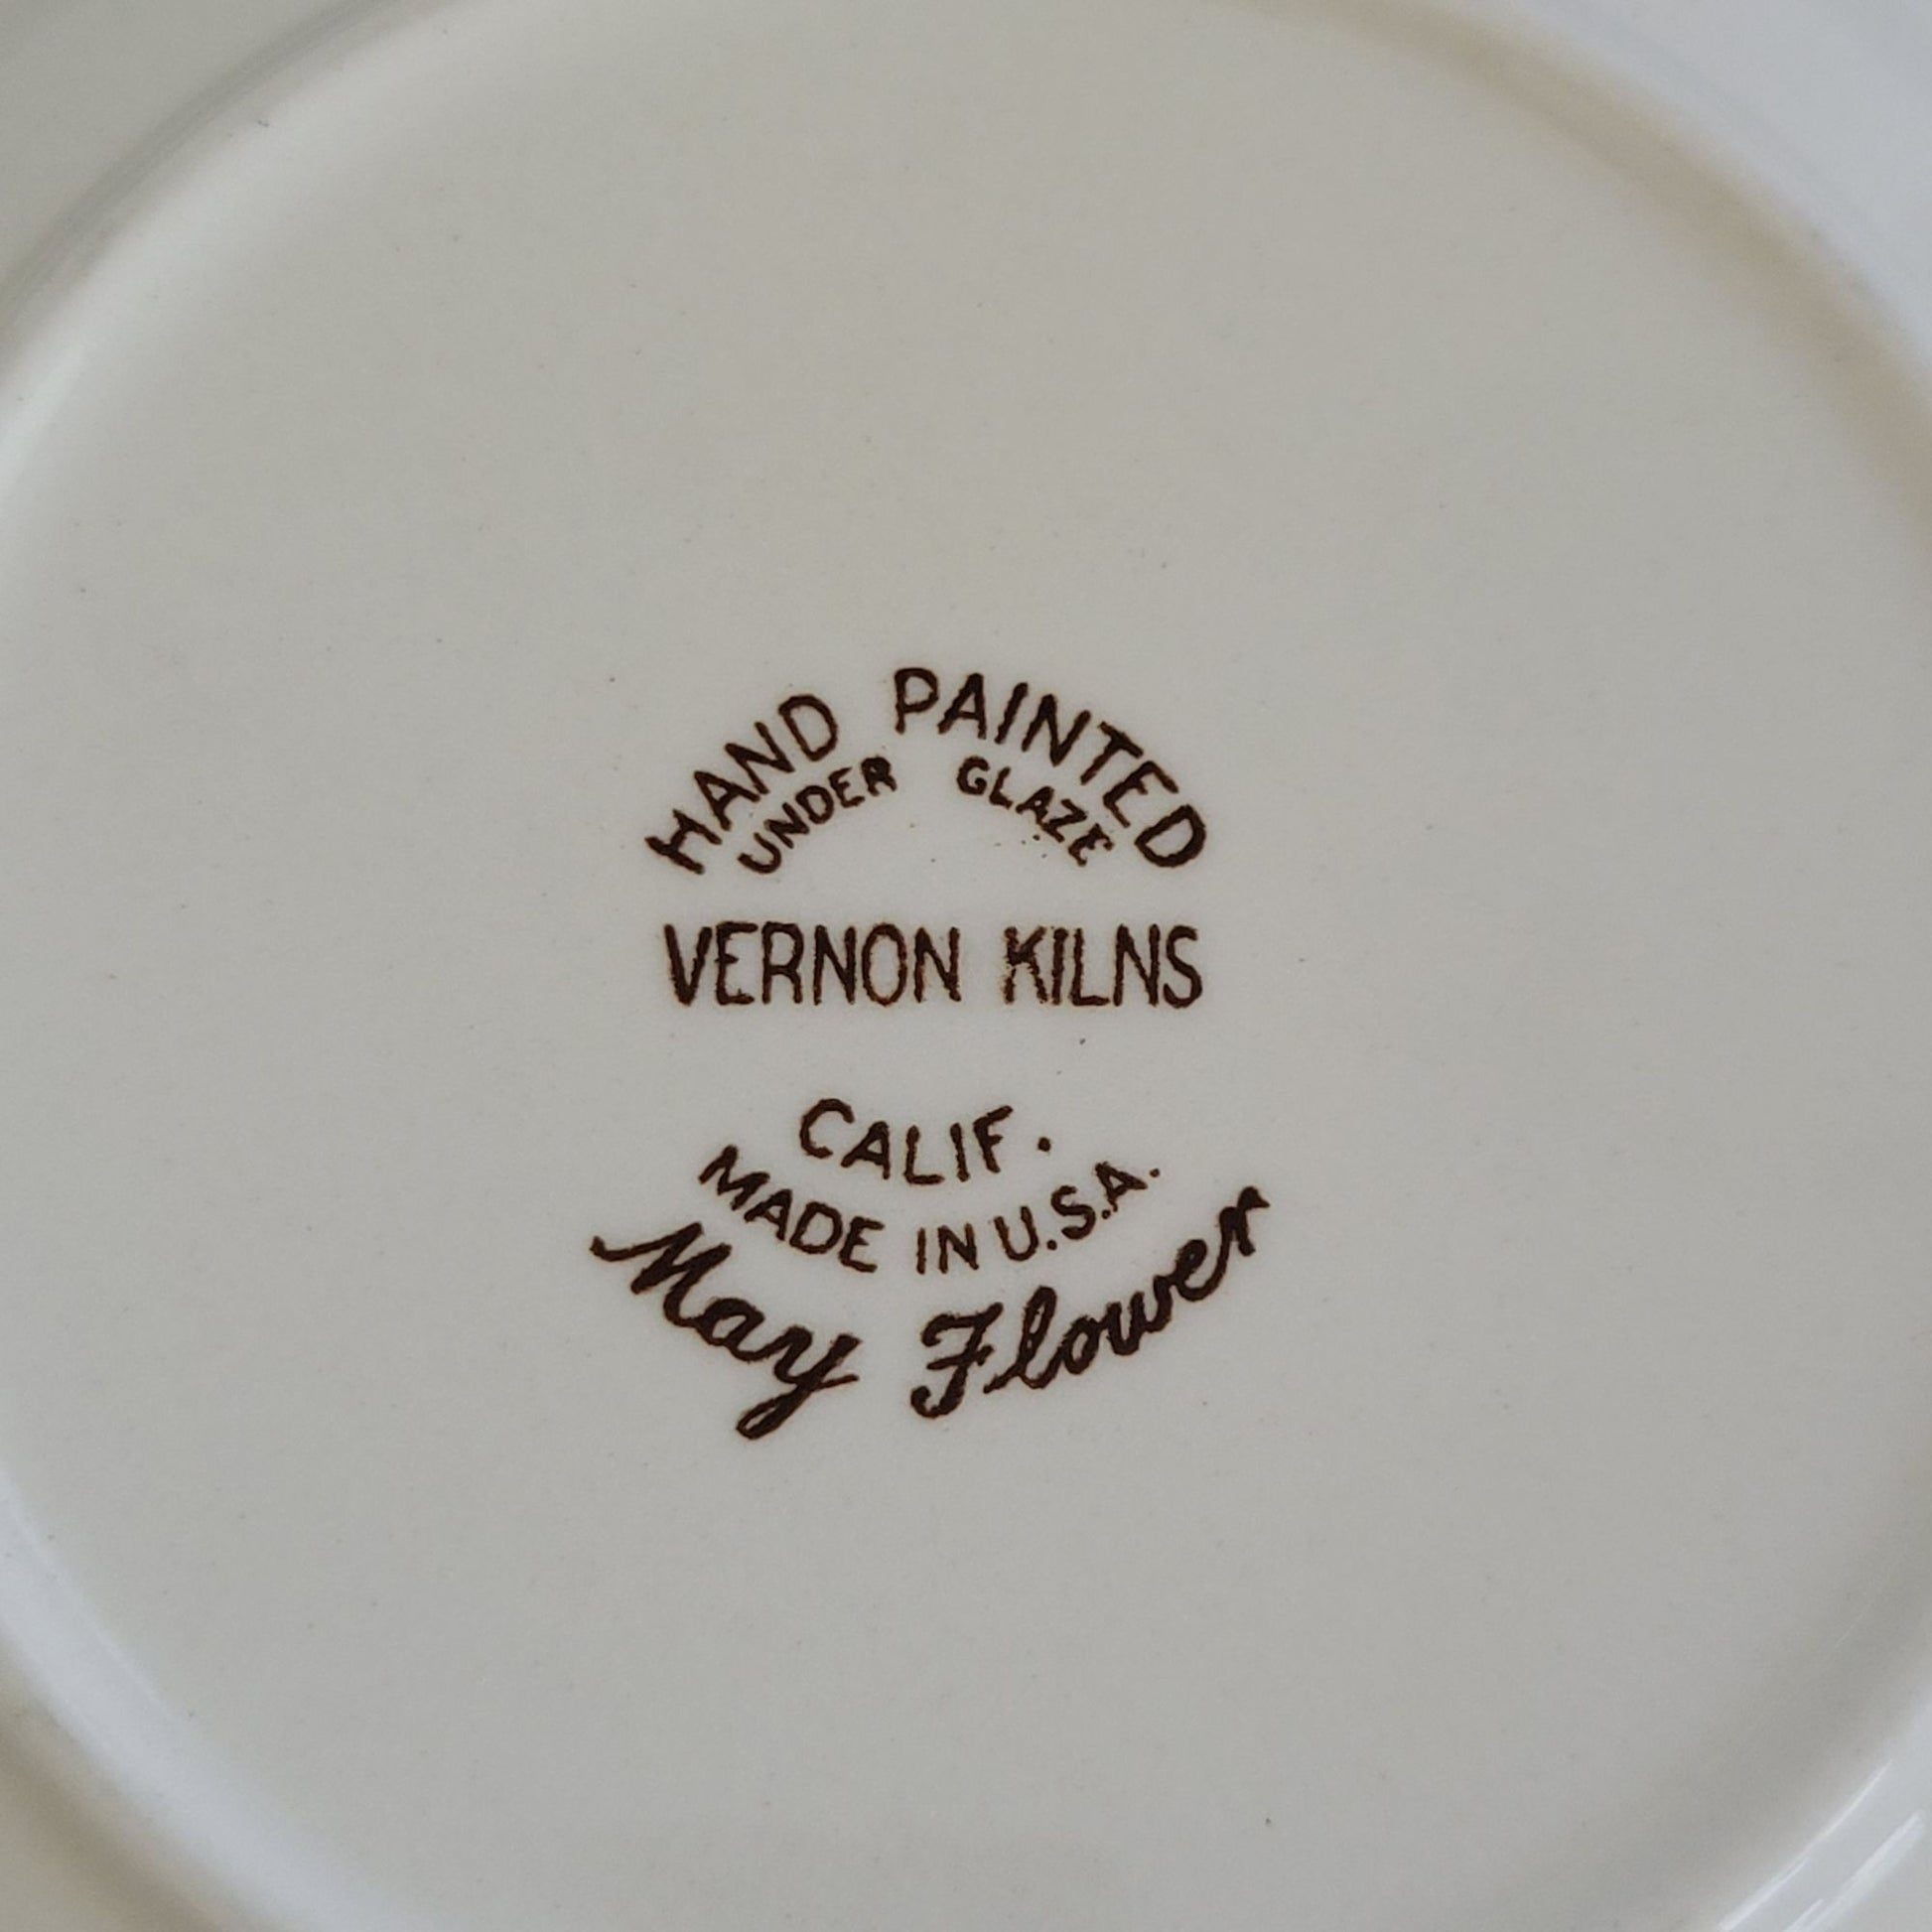 HAND PAINTED
UNDER GLAZE
VERNON KILNS
CALIF.
MADE IN U.S.A.
May Flower